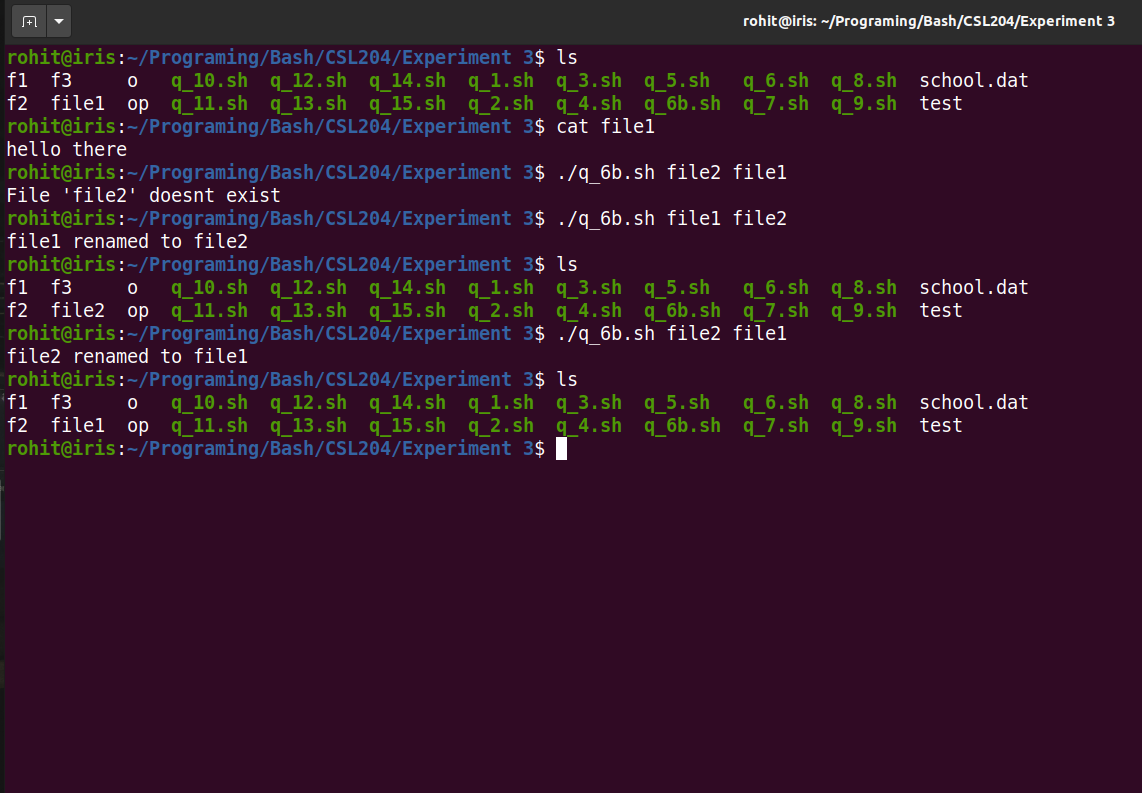 rohit@iris: ~/Programing/Bash/CSL204/Experiment 3
rohit@iris:~/Programing/Bash/CSL204/Experiment 3$ ls
f1  f3     o   q_10.sh  q_12.sh  q_14.sh  q_1.sh  q_3.sh  q_5.sh   q_6.sh  q_8.sh  school.dat
f2  file1  op  q_11.sh  q_13.sh  q_15.sh  q_2.sh  q_4.sh  q_6b.sh  q_7.sh  q_9.sh  test
rohit@iris:~/Programing/Bash/CSL204/Experiment 3$ cat file1
hello there
rohit@iris:~/Programing/Bash/CSL204/Experiment 3$ ./q_6b.sh file2 file1
File 'file2' doesnt exist
rohit@iris:~/Programing/Bash/CSL204/Experiment 3$ ./q_6b.sh file1 file2
file1 renamed to file2
rohit@iris:~/Programing/Bash/CSL204/Experiment 3$ ls
f1  f3     o   q_10.sh  q_12.sh  q_14.sh  q_1.sh  q_3.sh  q_5.sh   q_6.sh  q_8.sh  school.dat
f2  file2  op  q_11.sh  q_13.sh  q_15.sh  q_2.sh  q_4.sh  q_6b.sh  q_7.sh  q_9.sh  test
rohit@iris:~/Programing/Bash/CSL204/Experiment 3$ ./q_6b.sh file2 file1
file2 renamed to file1
rohit@iris:~/Programing/Bash/CSL204/Experiment 3$ ls
f1  f3     o   q_10.sh  q_12.sh  q_14.sh  q_1.sh  q_3.sh  q_5.sh   q_6.sh  q_8.sh  school.dat
f2  file1  op  q_11.sh  q_13.sh  q_15.sh  q_2.sh  q_4.sh  q_6b.sh  q_7.sh  q_9.sh  test
rohit@iris:~/Programing/Bash/CSL204/Experiment 3$